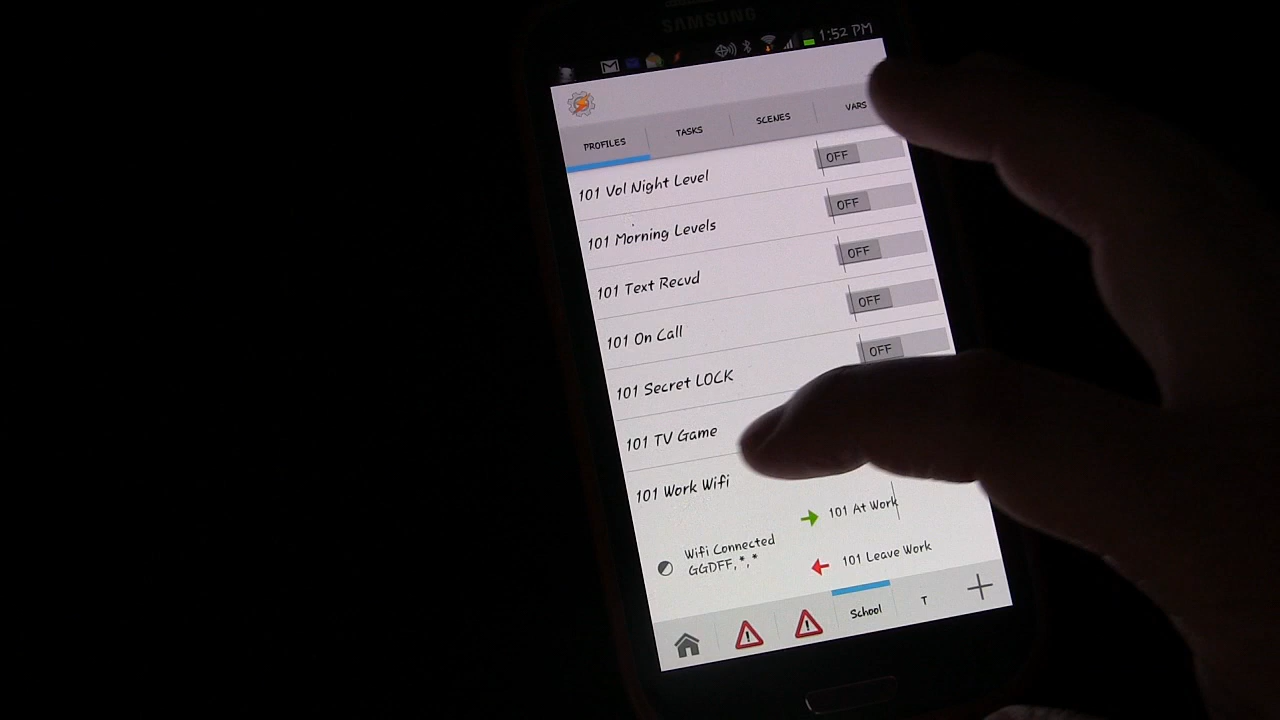 SAMSUNG
1:52 PM
PROFILES TASKS SCENES VARS
101 Vol Night Level OFF
101 Morning Levels OFF
101 Text Recvd OFF
101 On Call OFF
101 Secret LOCK OFF
101 TV Game
101 Work Wifi
101 At Work
Wifi Connected
GGDFF,*,*
101 Leave Work
School T